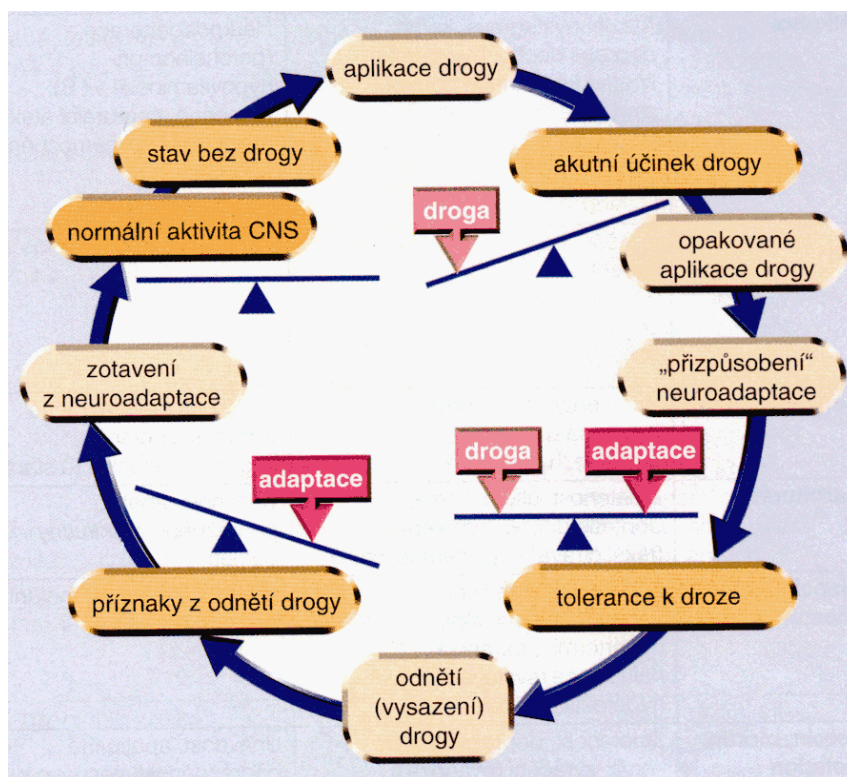 aplikace drogy
akutní účinek drogy
opakované
aplikace drogy
„přizpůsobení“
neuroadaptace
tolerance k droze
odnětí
(vysazení)
drogy
příznaky z odnětí drogy
zotavení
z neuroadaptace
normální aktivita CNS
stav bez drogy
droga
droga
adaptace
adaptace